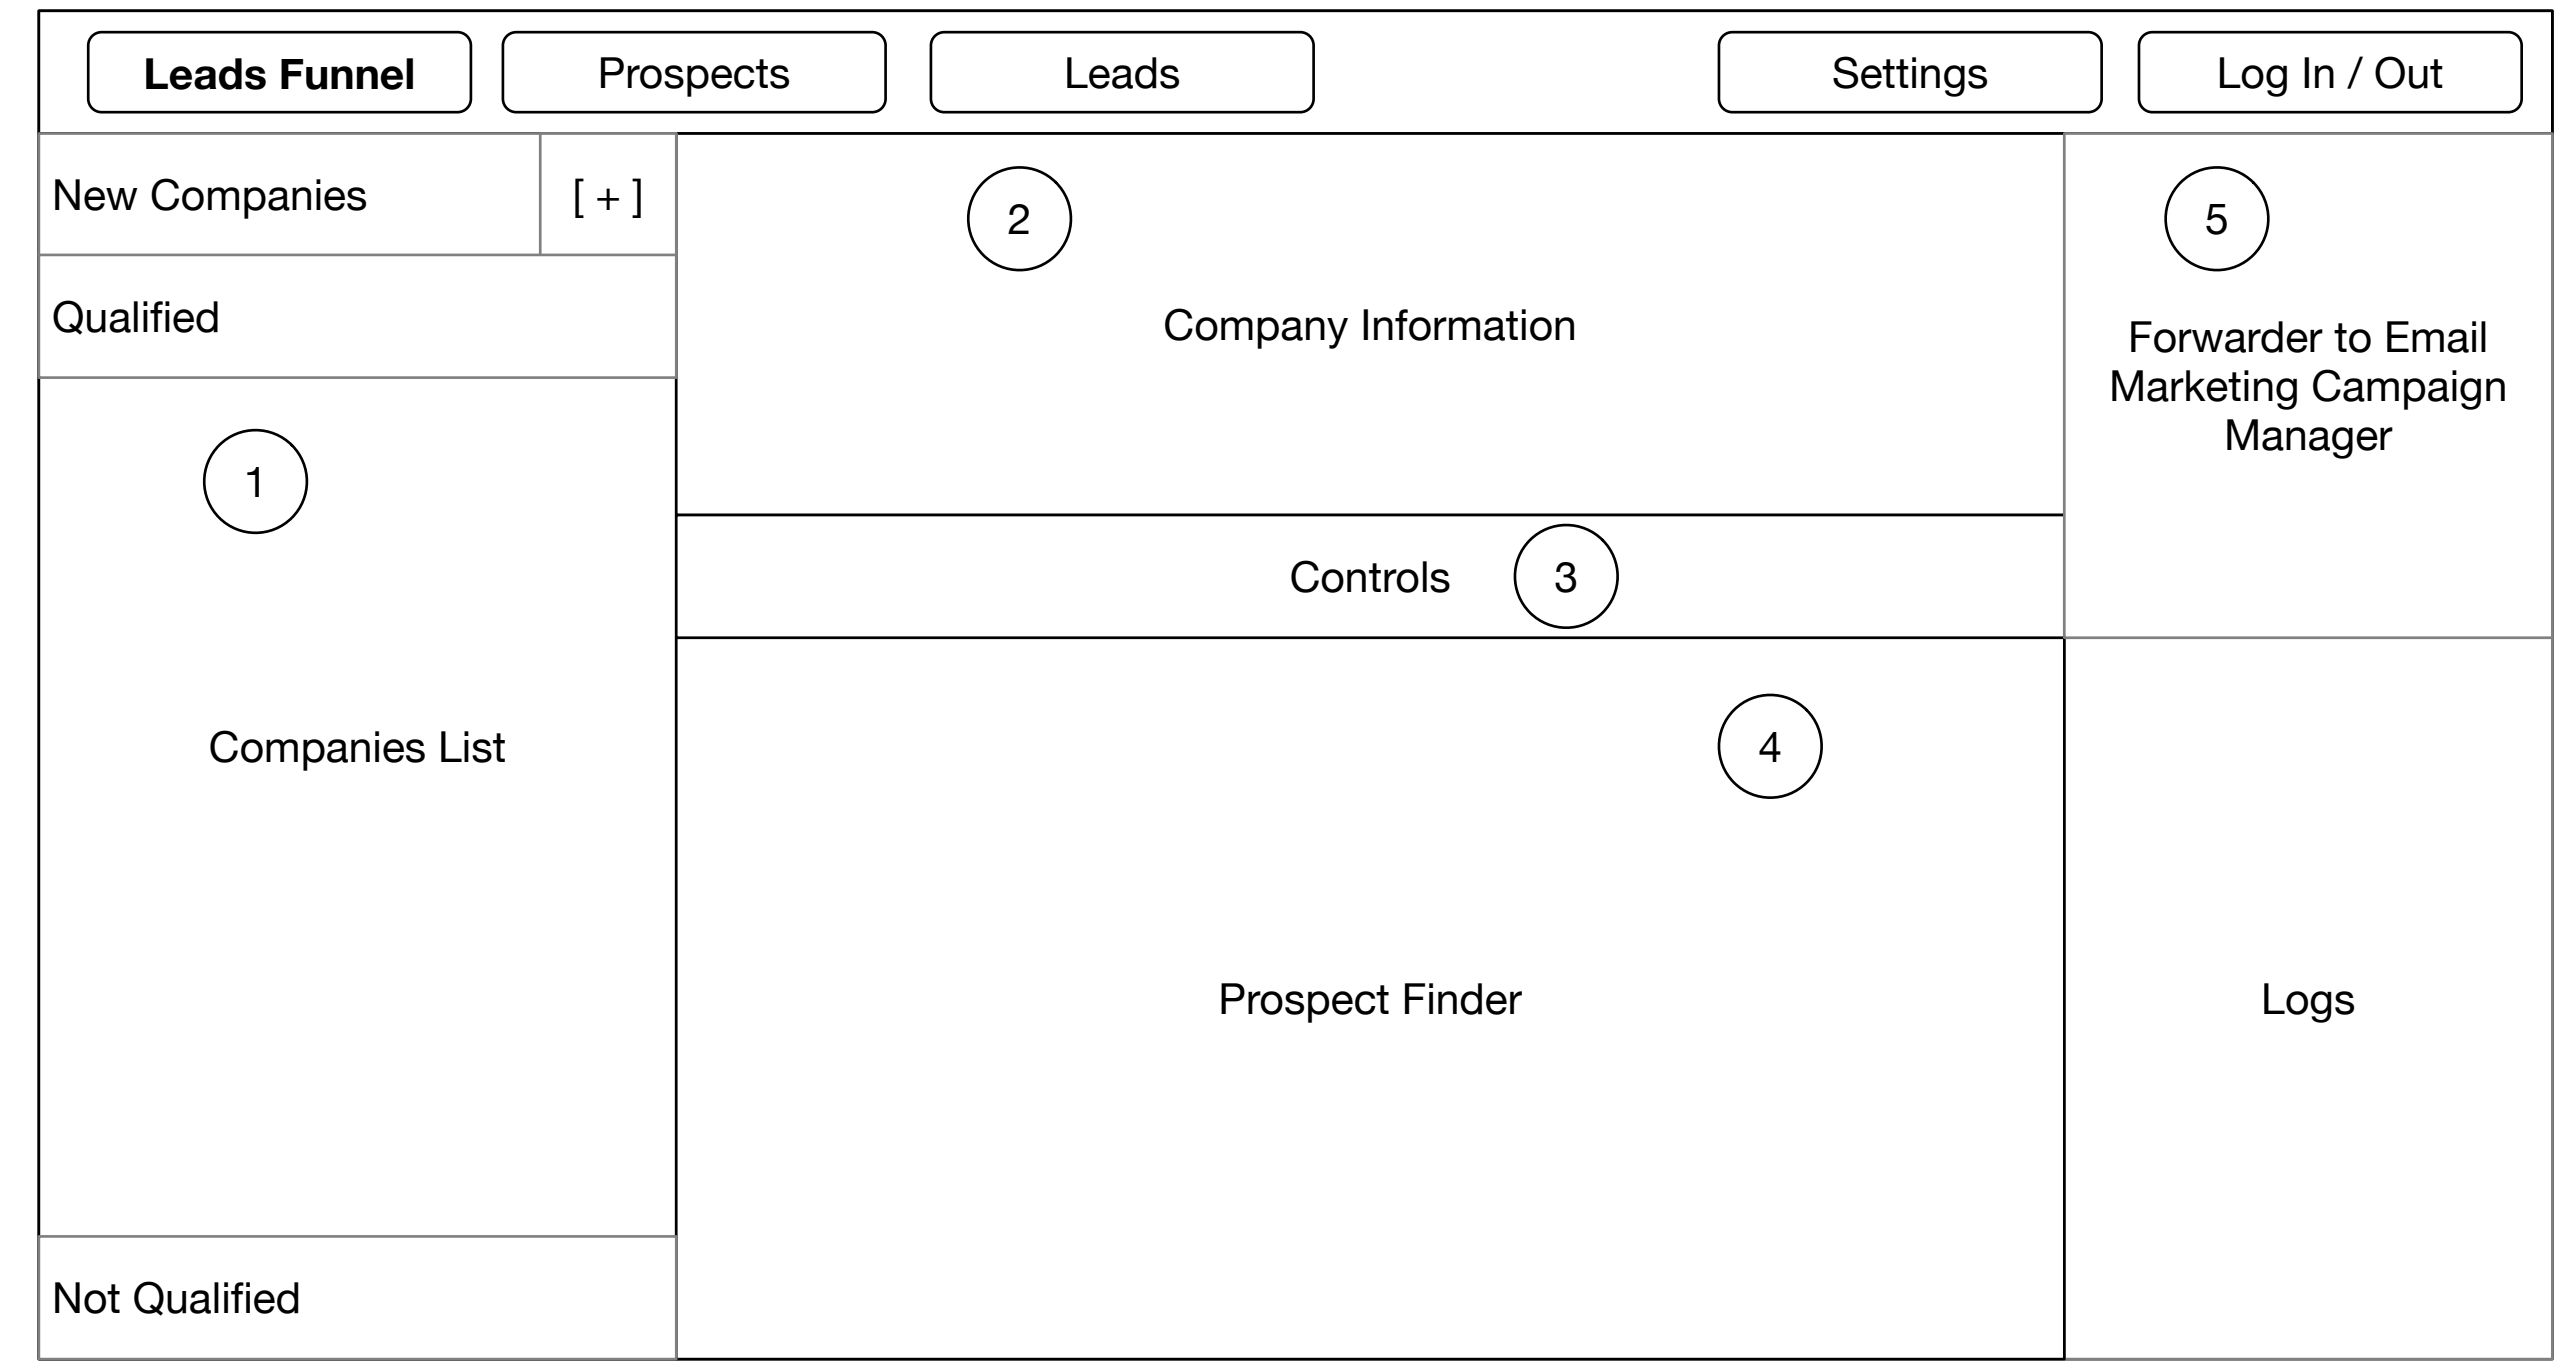 Leads Funnel
Prospects
Leads
Settings
Log In / Out
New Companies
[ + ]
Qualified
1
Companies List
Not Qualified
2
Company Information
Controls
3
4
Prospect Finder
5
Forwarder to Email
Marketing Campaign
Manager
Logs